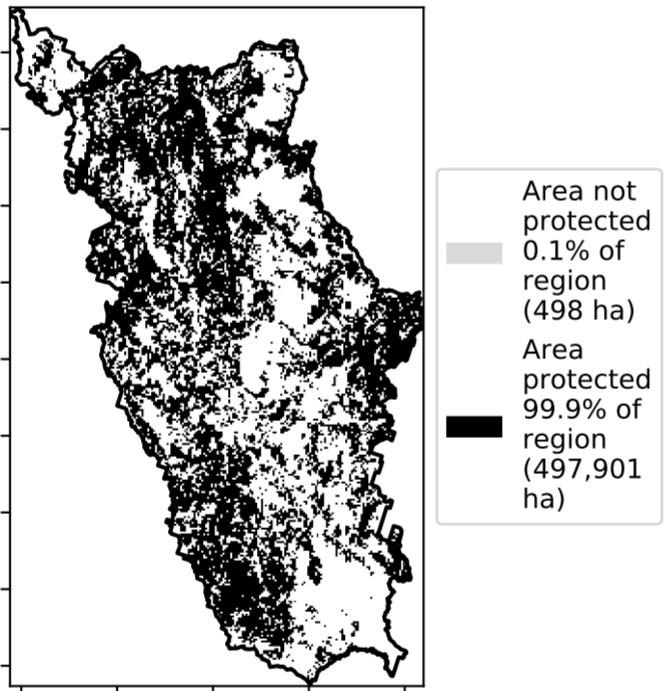 Area not
protected
0.1% of
region
(498 ha)
Area
protected
99.9% of
region
(497,901
ha)